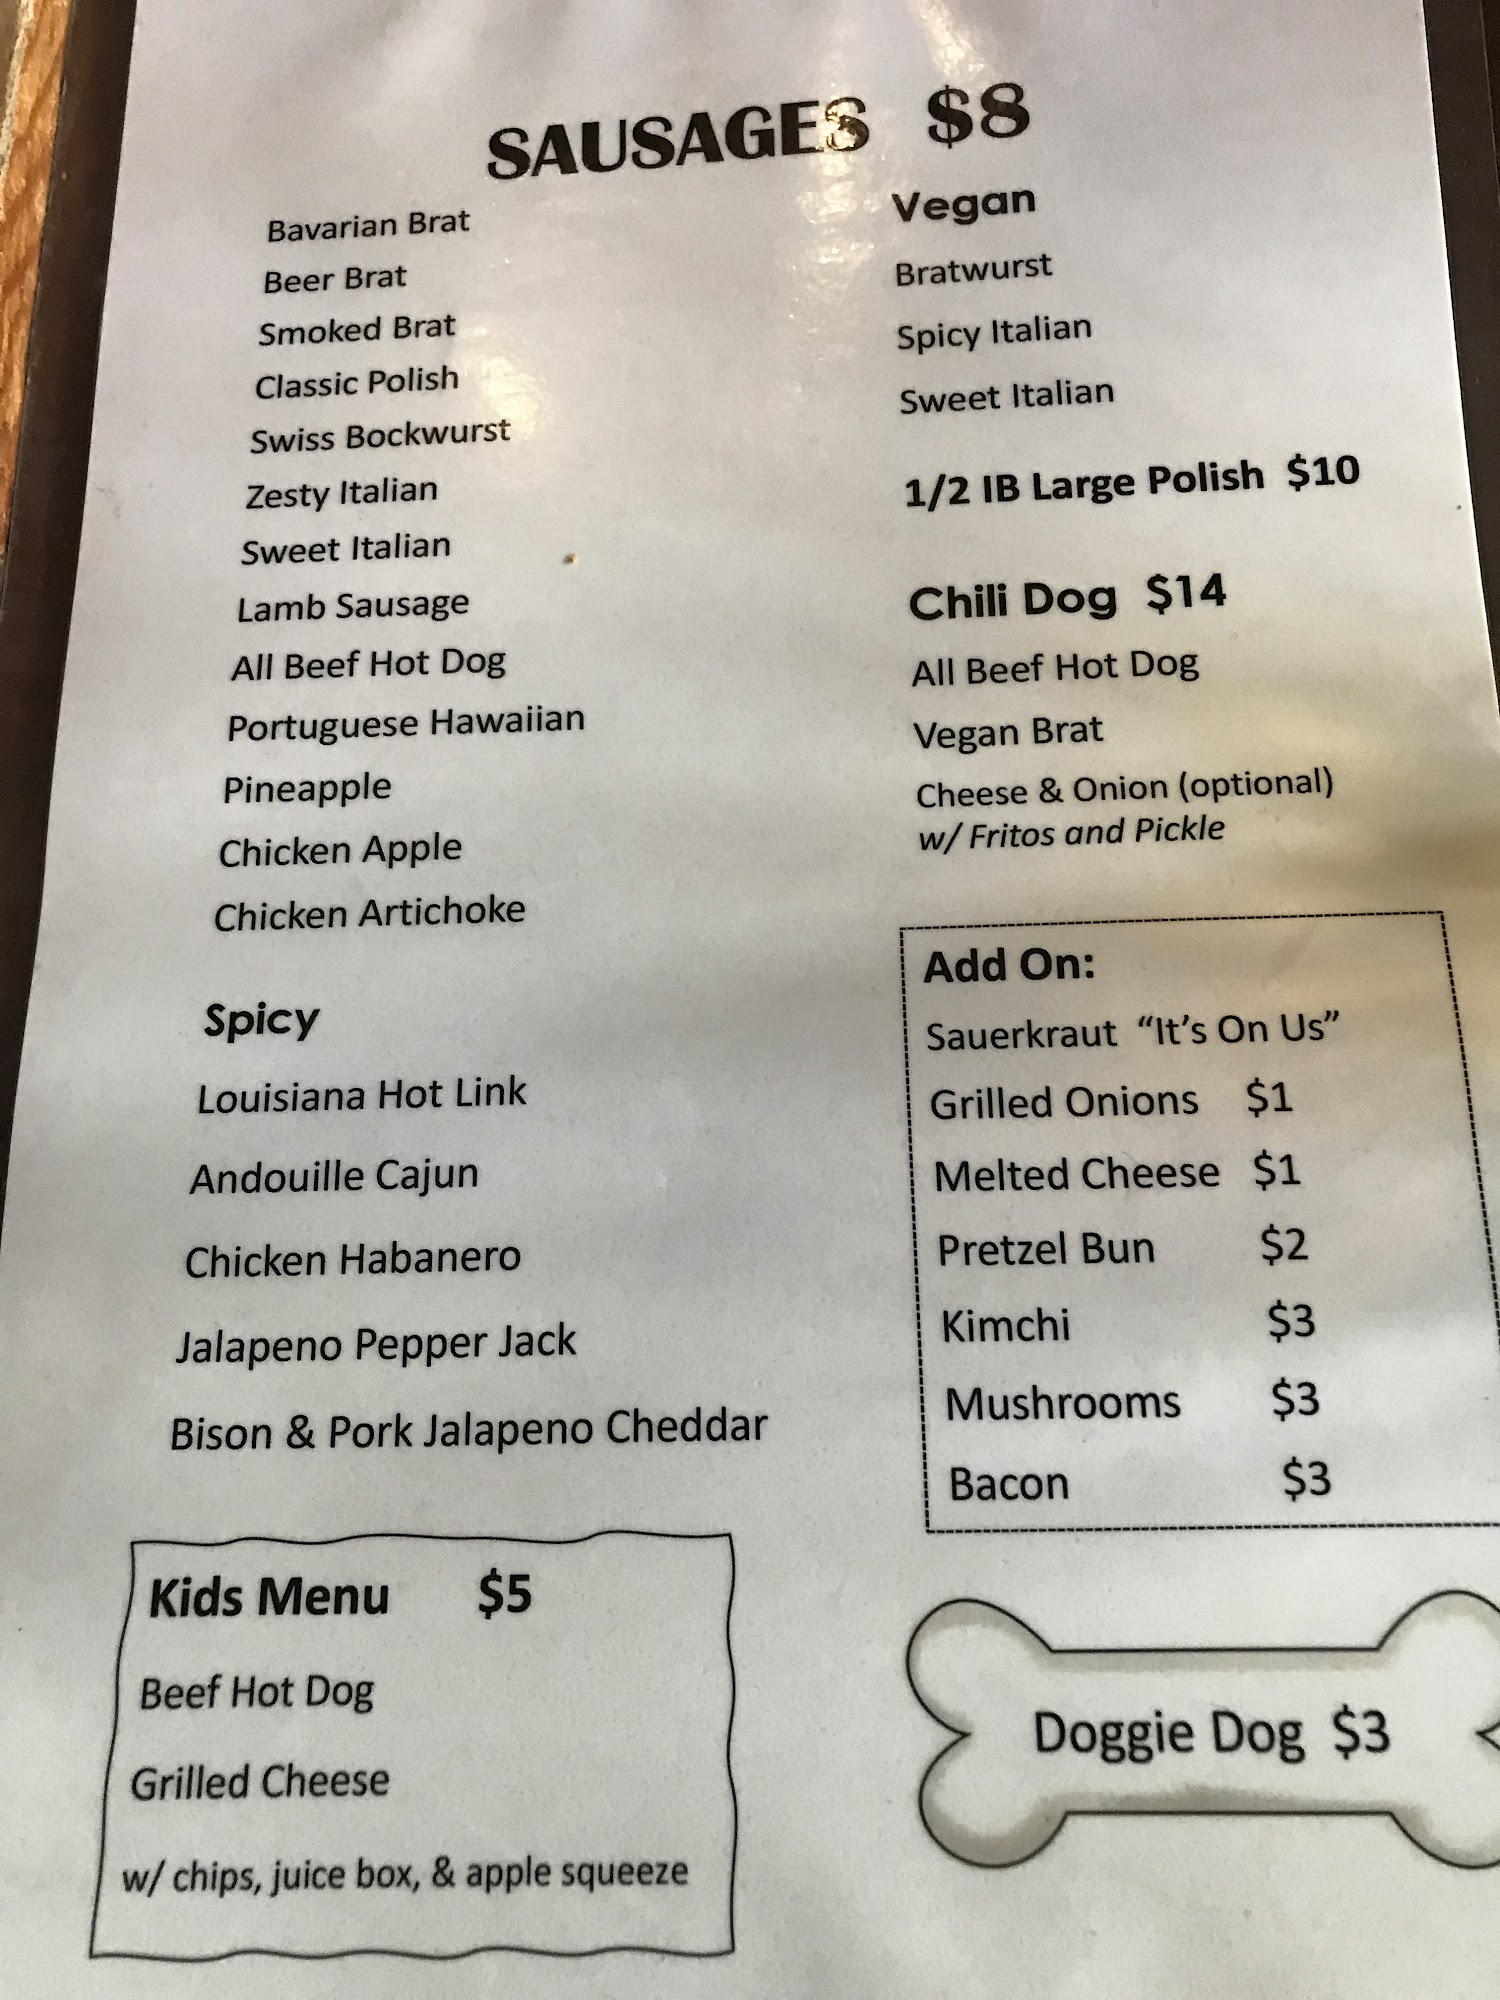 SAUSAGES $8
Bavarian Brat
Beer Brat
Smoked Brat
Classic Polish
Swiss Bockwurst
Zesty Italian
Sweet Italian
Lamb Sausage
All Beef Hot Dog
Portuguese Hawaiian
Pineapple
Chicken Apple
Chicken Artichoke
Spicy
Louisiana Hot Link
Andouille Cajun
Chicken Habanero
Jalapeno Pepper Jack
Bison & Pork Jalapeno Cheddar
Kids Menu $5
Beef Hot Dog
Grilled Cheese
w/ chips, juice box, & apple squeeze
Vegan
Bratwurst
Spicy Italian
Sweet Italian
1/2 IB Large Polish $10
Chili Dog $14
All Beef Hot Dog
Vegan Brat
Cheese & Onion (optional)
w/ Fritos and Pickle
Add On:
Sauerkraut “It’s On Us”
Grilled Onions $1
Melted Cheese $1
Pretzel Bun $2
Kimchi $3
Mushrooms $3
Bacon $3
Doggie Dog $3